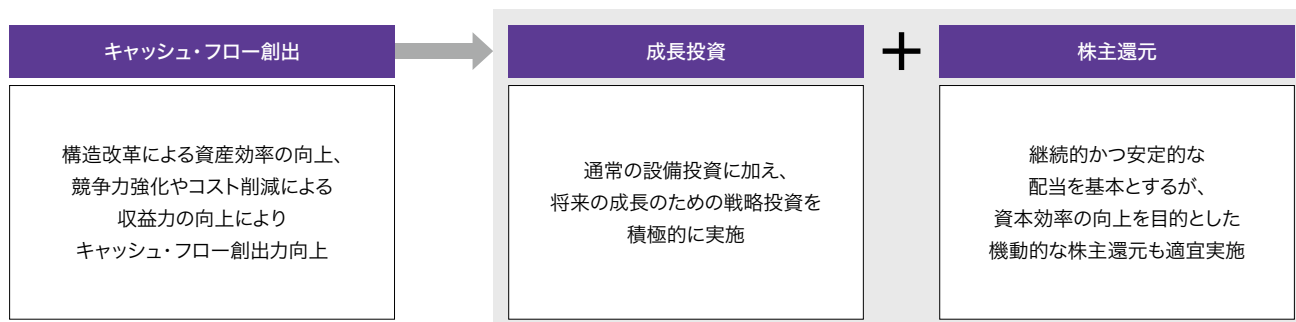 キャッシュ・フロー創出
構造改革による資産効率の向上、
競争力強化やコスト削減による
収益力の向上により
キャッシュ・フロー創出力向上
成長投資
通常の設備投資に加え、
将来の成長のための戦略投資を
積極的に実施
+
株主還元
継続的かつ安定的な
配当を基本とするが、
資本効率の向上を目的とした
機動的な株主還元も適宜実施